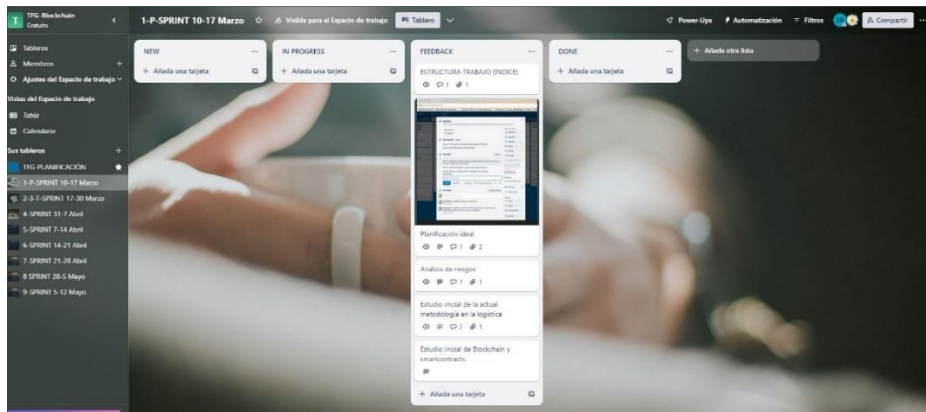 TFG-Blockchain
Gratuito
1-P-SPRINT 10-17 Marzo
Visible para el Espacio de trabajo
Tablero
Power-Ups
Automatización
Filtros
Compartir
Tableros
Miembros
Ajustes del Espacio de trabajo
Vistas del Espacio de trabajo
Tabla
Calendario
Sus tableros
TFG-PLANIFICACIÓN
1-P-SPRINT 10-17 Marzo
2-3-T-SPRINT 17-30 Marzo
4-SPRINT 31-7 Abril
5-SPRINT 7-14 Abril
6-SPRINT 14-21 Abril
7-SPRINT 21-28 Abril
8 SPRINT 28-5 Mayo
9-SPRINT 5-12 Mayo
NEW
+ Añada una tarjeta
IN PROGRESS
+ Añada una tarjeta
FEEDBACK
ESTRUCTURA TRABAJO (INDICE)
1 1
Planificación ideal
1 2
Analisis de riesgos
1 1
Estudio inicial de la actual
metodología en la logística
2 1
Estudio inicial de Blockchain y
smartcontracts.
+ Añada una tarjeta
DONE
+ Añada una tarjeta
+ Añada otra lista